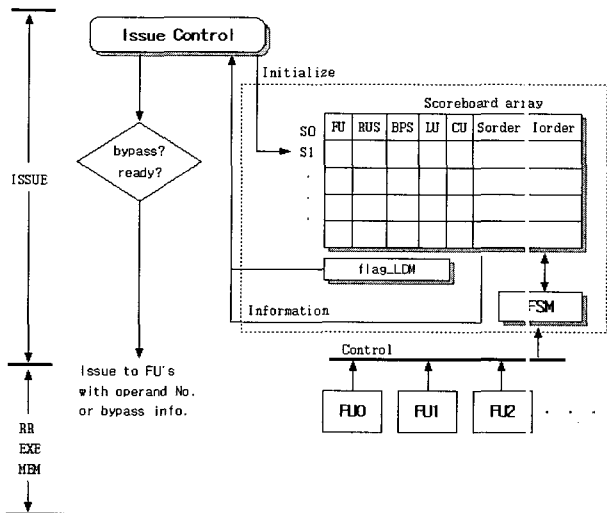 Issue Control
Initialize
Scoreboard array
FU RUS BPS LU CU Sorder Iorder
S0
S1
.
.
.
bypass?
ready?
ISSUE
flag_LDM
Information
FSM
Control
Issue to FU's
with operand No.
or bypass info.
FU0 FU1 FU2 . . .
RR
EXE
MEM